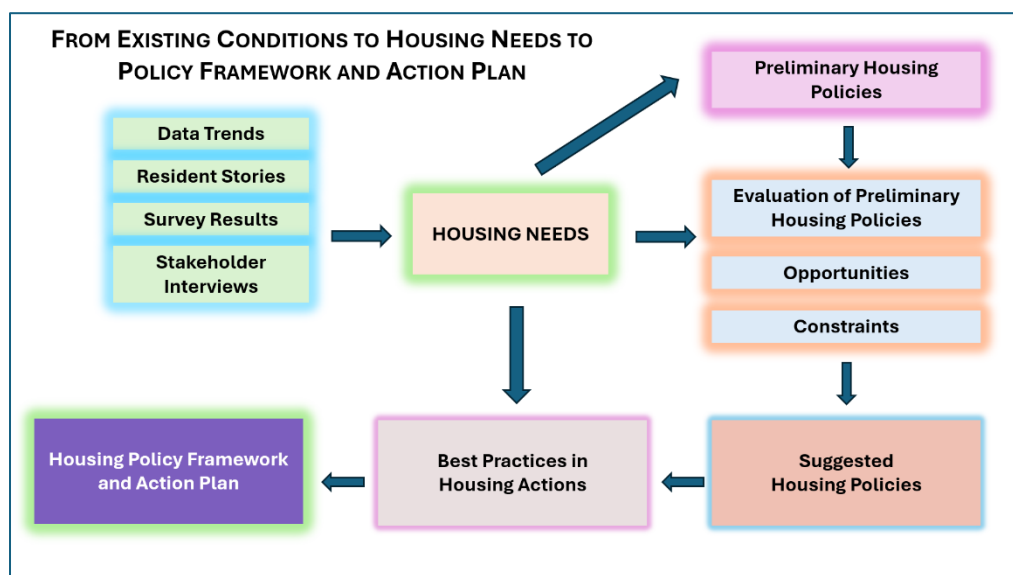 FROM EXISTING CONDITIONS TO HOUSING NEEDS TO
POLICY FRAMEWORK AND ACTION PLAN
Data Trends
Resident Stories
Survey Results
Stakeholder
Interviews
HOUSING NEEDS
Preliminary Housing
Policies
Evaluation of Preliminary
Housing Policies
Opportunities
Constraints
Suggested
Housing Policies
Best Practices in
Housing Actions
Housing Policy Framework
and Action Plan